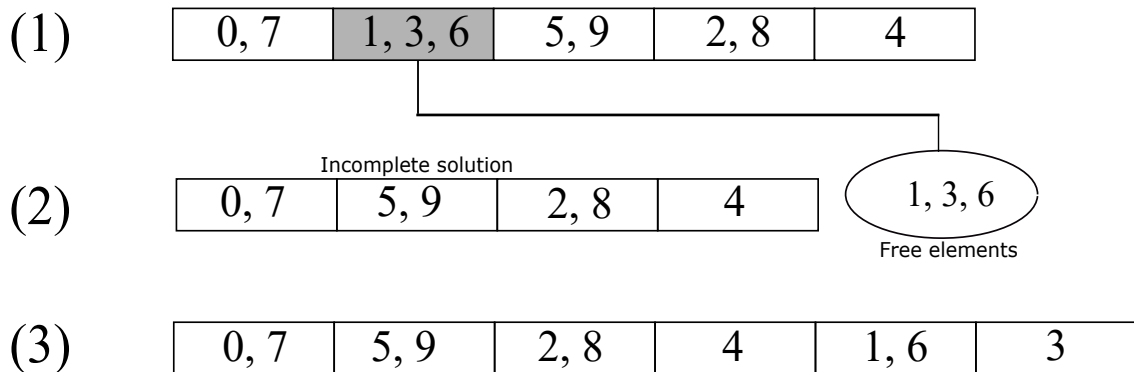 (1) 0, 7 1, 3, 6 5, 9 2, 8 4
Incomplete solution
(2) 0, 7 5, 9 2, 8 4 1, 3, 6
Free elements
(3) 0, 7 5, 9 2, 8 4 1, 6 3